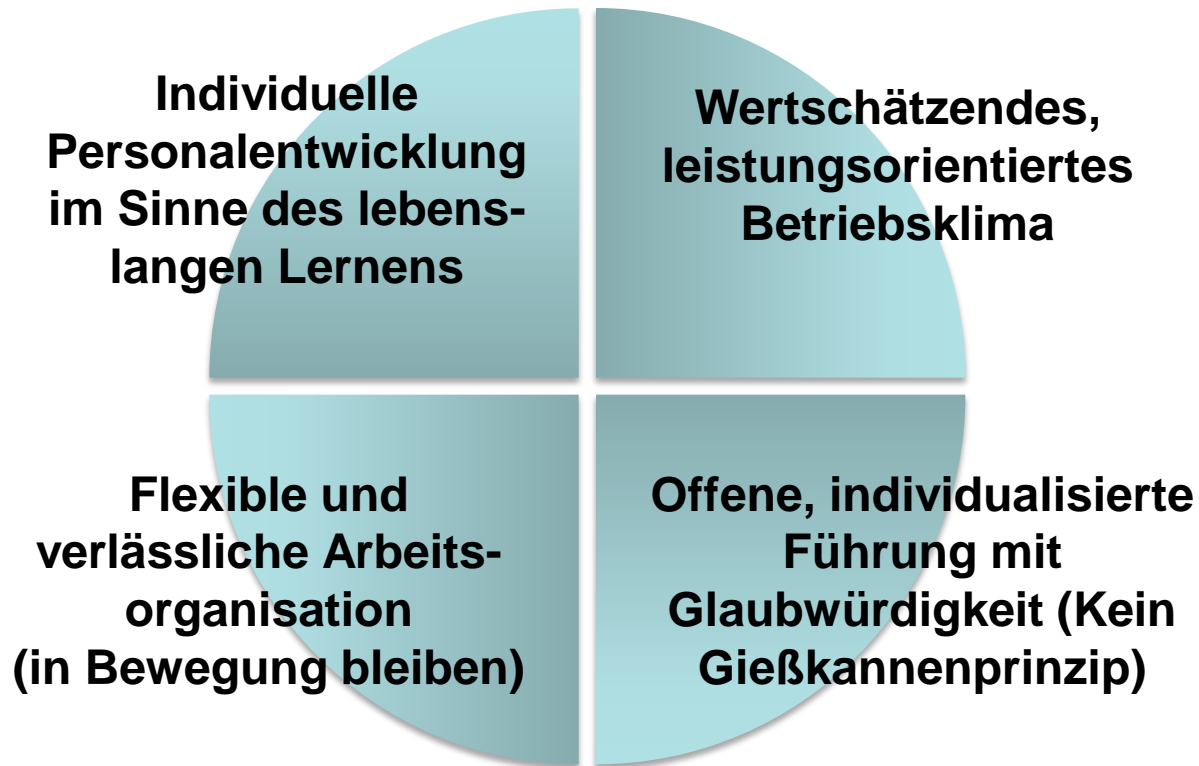 Individuelle
Personalentwicklung
im Sinne des lebens-
langen Lernens
Wertschätzendes,
leistungsorientiertes
Betriebsklima
Flexible und
verlässliche Arbeits-
organisation
(in Bewegung bleiben)
Offene, individualisierte
Führung mit
Glaubwürdigkeit (Kein
Gießkannenprinzip)